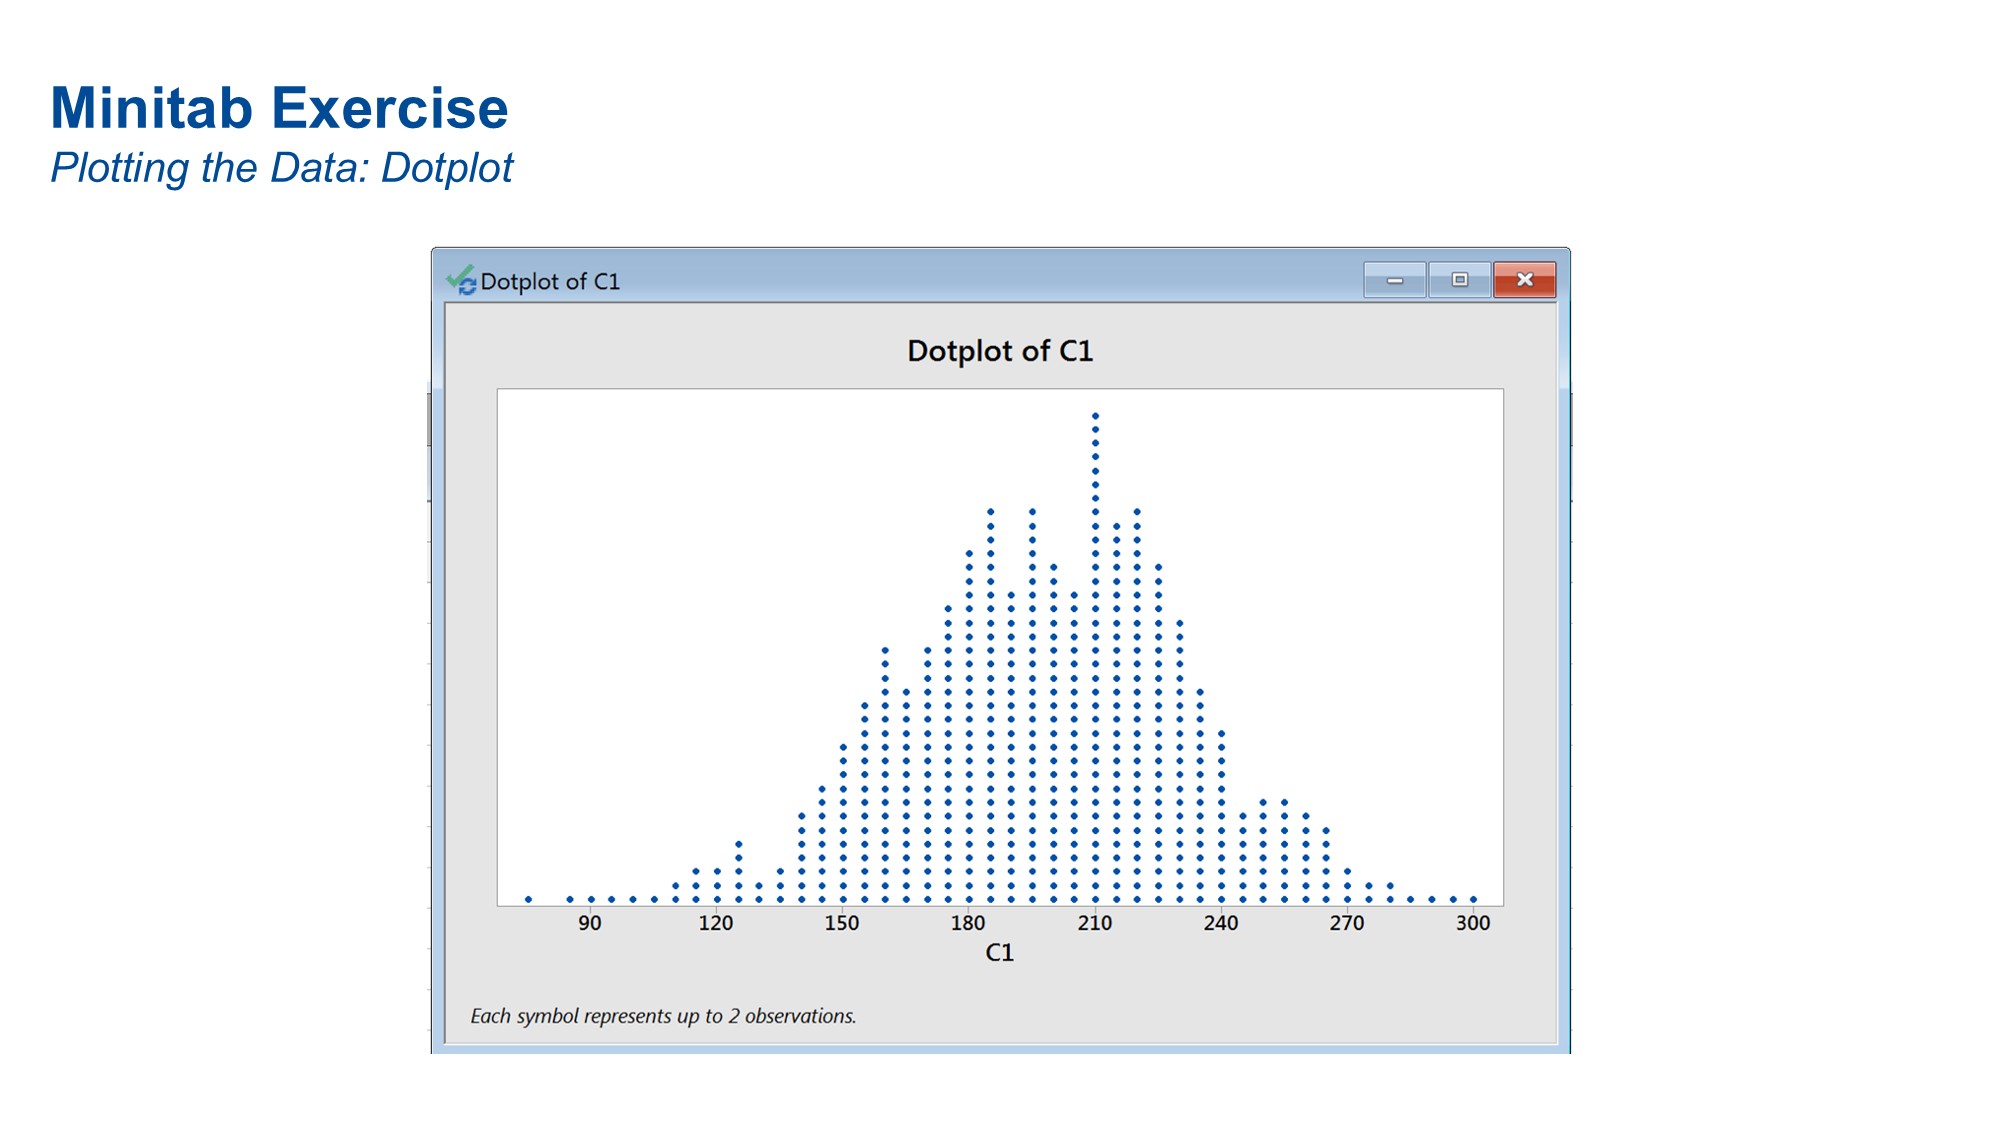 Minitab Exercise
Plotting the Data: Dotplot
Dotplot of C1
Dotplot of C1
90 120 150 180 210 240 270 300
C1
Each symbol represents up to 2 observations.